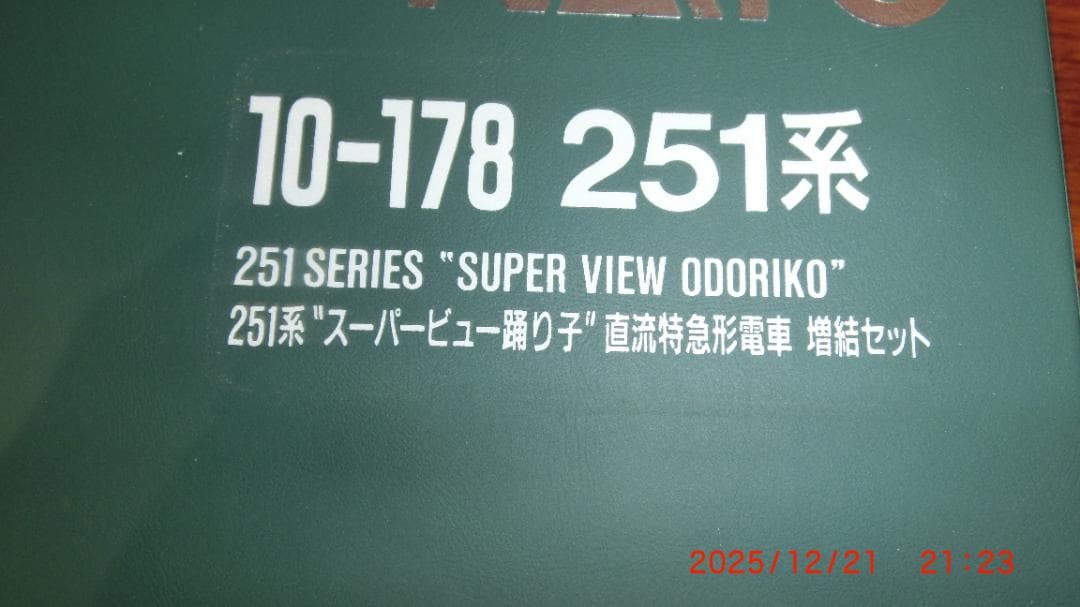 10-178 251系
251 SERIES "SUPER VIEW ODORIKO"
251系"スーパービュー踊り子"直流特急形電車 増結セット
2025/12/21 21:23